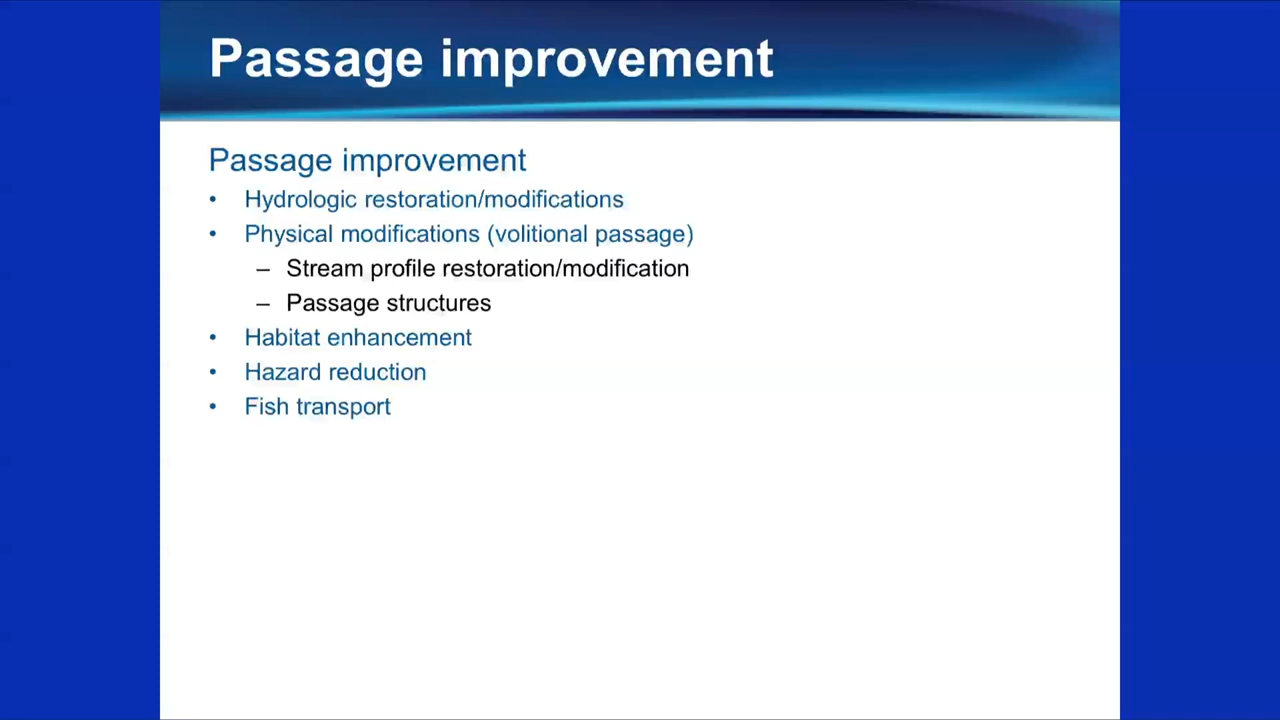 Passage improvement
Passage improvement
• Hydrologic restoration/modifications
• Physical modifications (volitional passage)
– Stream profile restoration/modification
– Passage structures
• Habitat enhancement
• Hazard reduction
• Fish transport